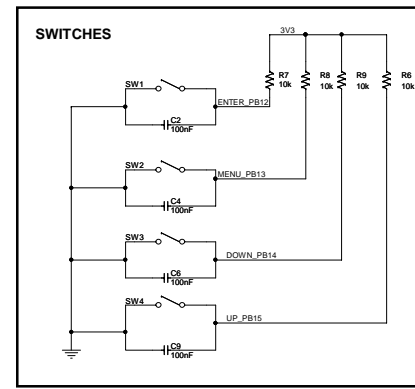 SWITCHES
3V3
R7
10k
R8
10k
R9
10k
R6
10k
SW1
ENTER_PB12
C2
100nF
SW2
MENU_PB13
C4
100nF
SW3
DOWN_PB14
C6
100nF
SW4
UP_PB15
C9
100nF